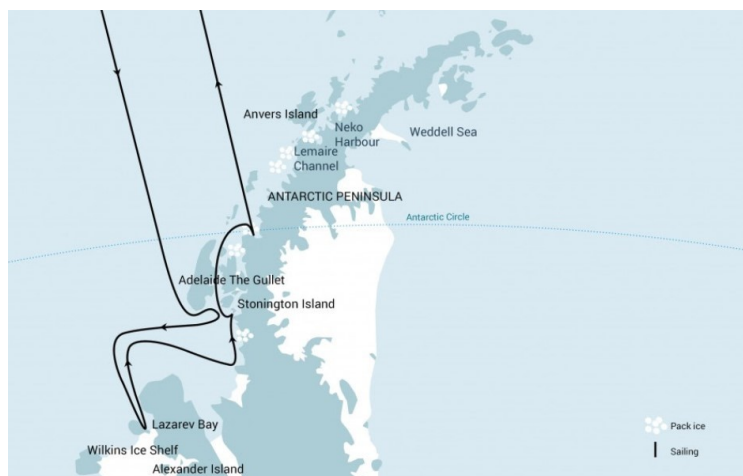 Anvers Island
Neko
Harbour
Weddell Sea
Lemaire
Channel
ANTARCTIC PENINSULA
Antarctic Circle
Adelaide The Gullet
Stonington Island
Lazarev Bay
Wilkins Ice Shelf
Alexander Island
Pack ice
Sailing